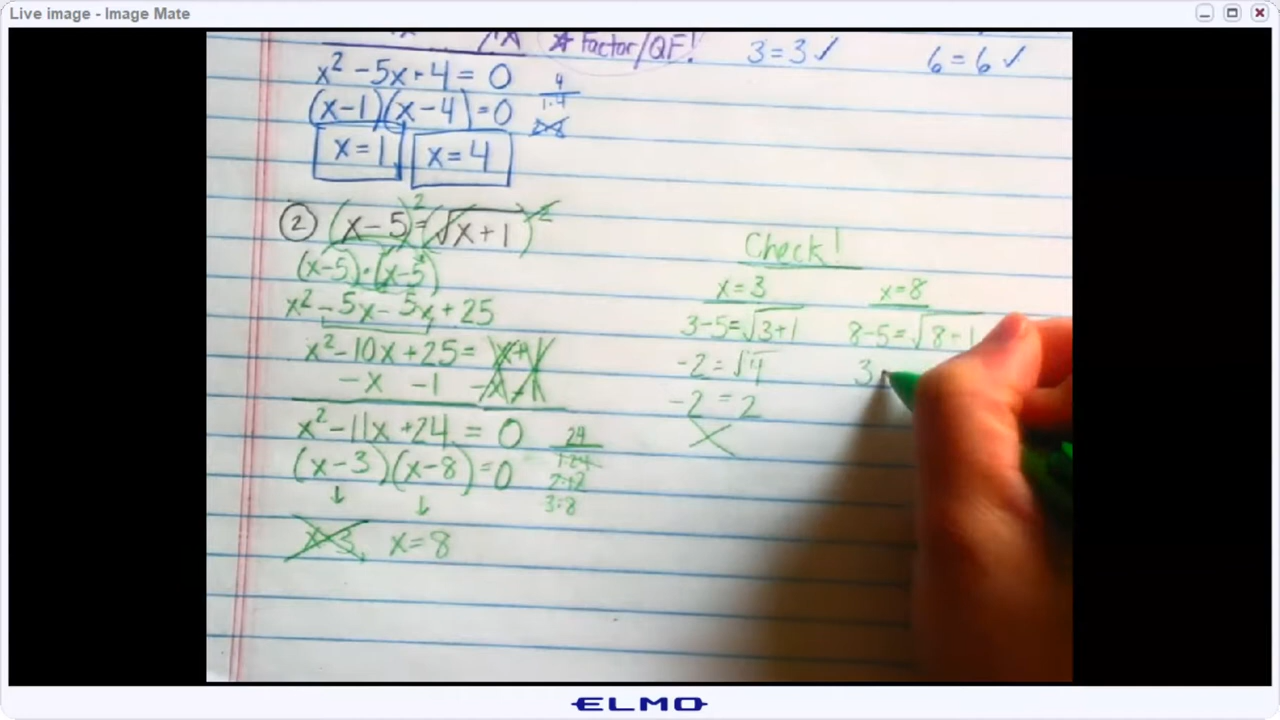 Live image - Image Mate
★ Factor/QF!
3 = 3 ✓ 6 = 6 ✓
x² - 5x + 4 = 0 4
(x-1)(x-4) = 0 1·4
x = 1, x = 4
② (x-5)² = (√x+1)²
(x-5)·(x-5)
x² - 5x - 5x + 25
x² - 10x + 25 = x+1
-x -1 -x -1
x² - 11x + 24 = 0 24
(x-3)(x-8) = 0 1·24
2·12
3·8
x=3, x=8
Check!
x=3
3-5=√3+1
-2 = √4
-2 = 2
x=8
8-5=√8+1
3
ELMO